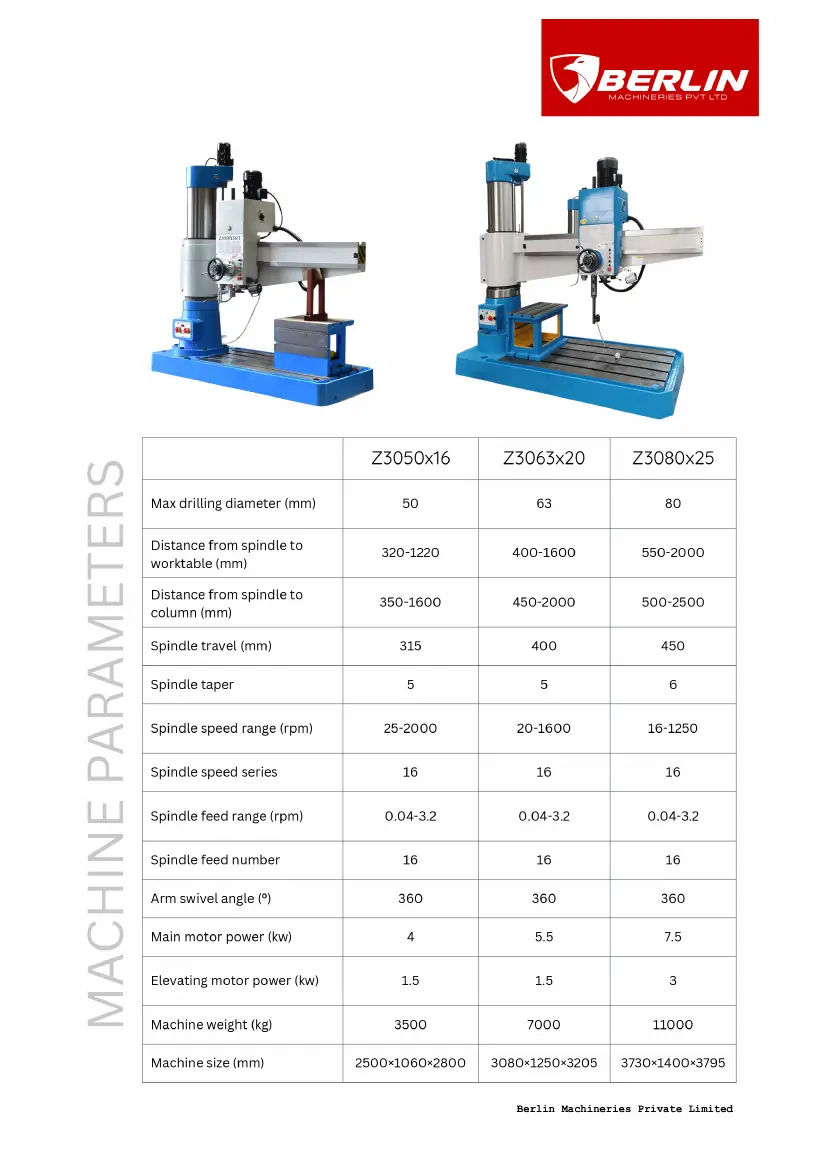 BERLIN
MACHINERIES PVT LTD
MACHINE PARAMETERS
Z3050x16 Z3063x20 Z3080x25
Max drilling diameter (mm) 50 63 80
Distance from spindle to
worktable (mm) 320-1220 400-1600 550-2000
Distance from spindle to
column (mm) 350-1600 450-2000 500-2500
Spindle travel (mm) 315 400 450
Spindle taper 5 5 6
Spindle speed range (rpm) 25-2000 20-1600 16-1250
Spindle speed series 16 16 16
Spindle feed range (rpm) 0.04-3.2 0.04-3.2 0.04-3.2
Spindle feed number 16 16 16
Arm swivel angle (°) 360 360 360
Main motor power (kw) 4 5.5 7.5
Elevating motor power (kw) 1.5 1.5 3
Machine weight (kg) 3500 7000 11000
Machine size (mm) 2500×1060×2800 3080×1250×3205 3730×1400×3795
Berlin Machineries Private Limited